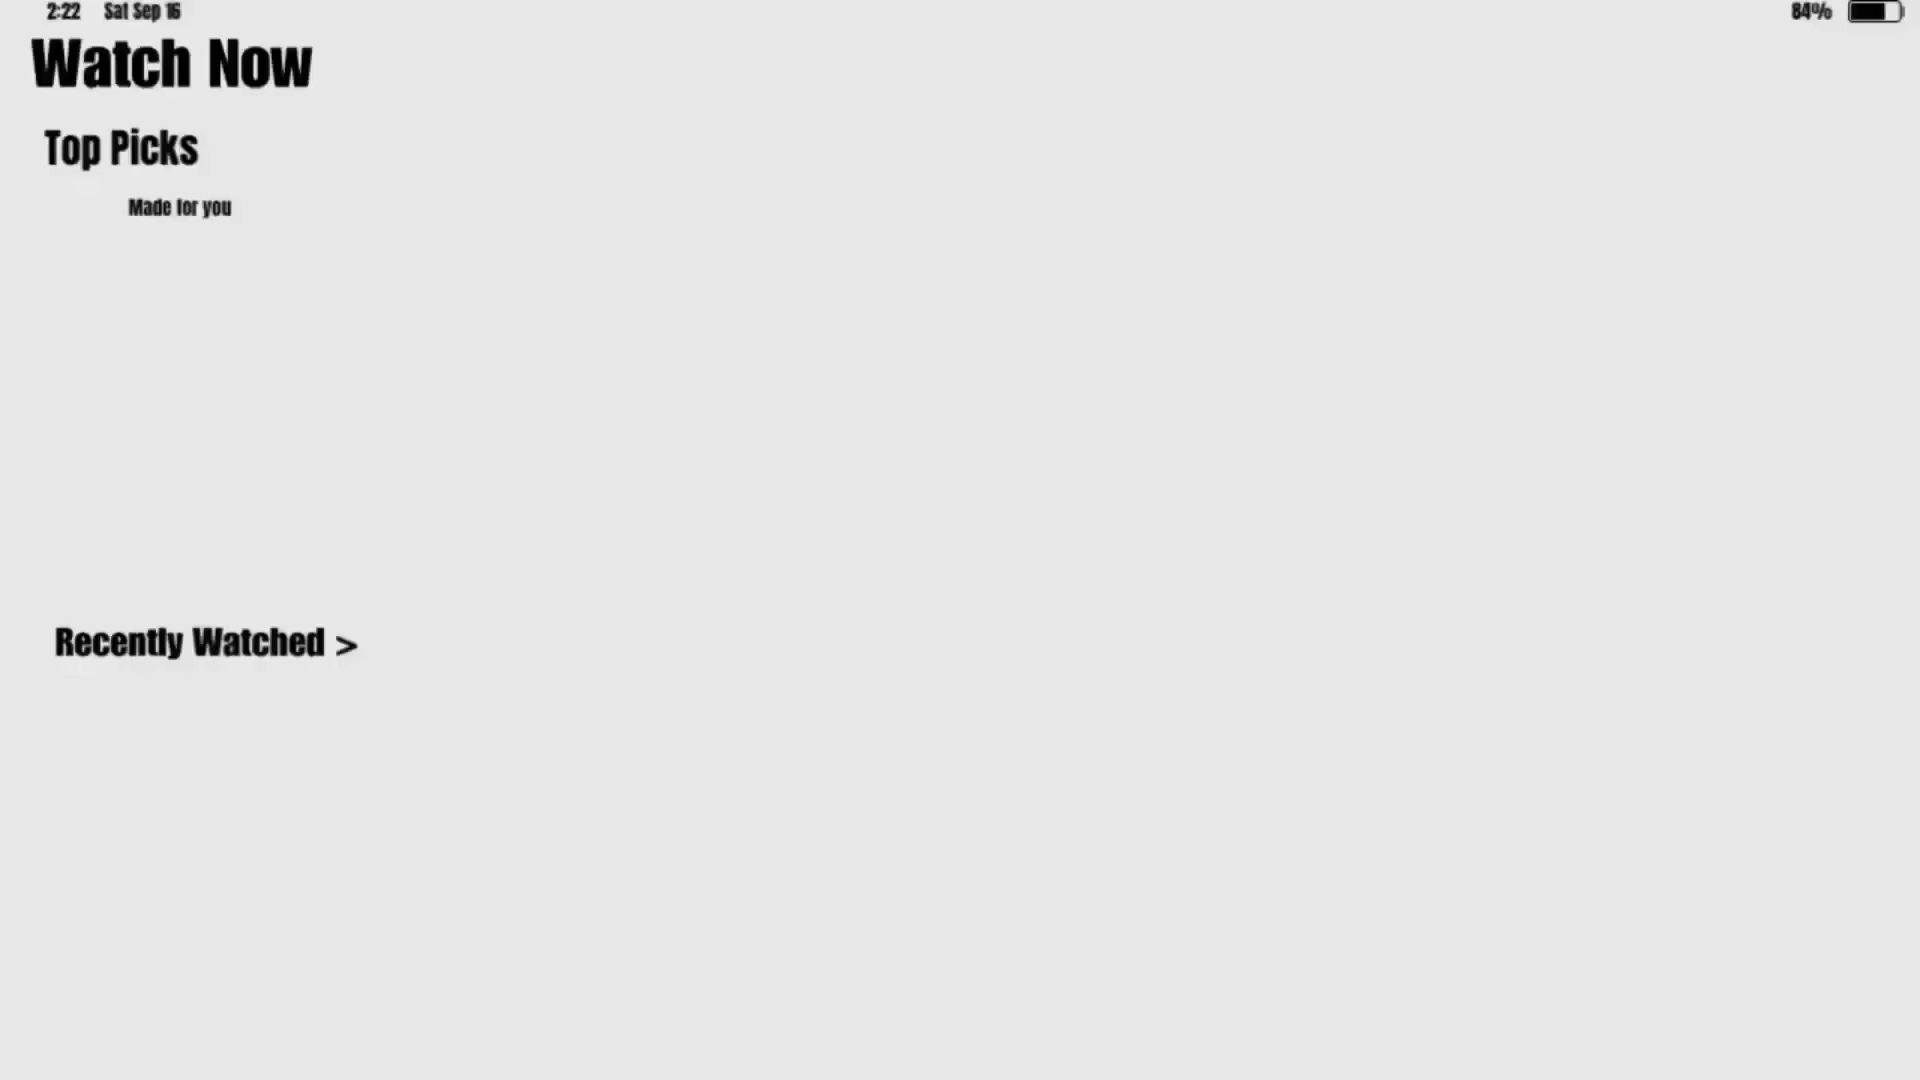 2:22 Sat Sep 16 84%
Watch Now
Top Picks
Made for you
Recently Watched >